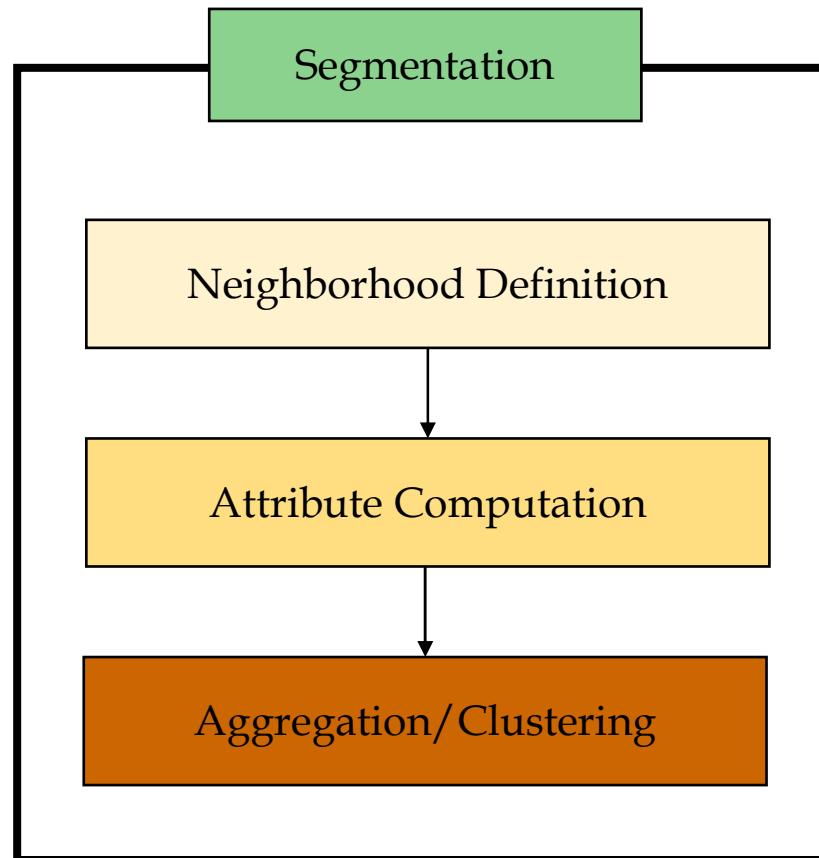 Segmentation
Neighborhood Definition
Attribute Computation
Aggregation/Clustering